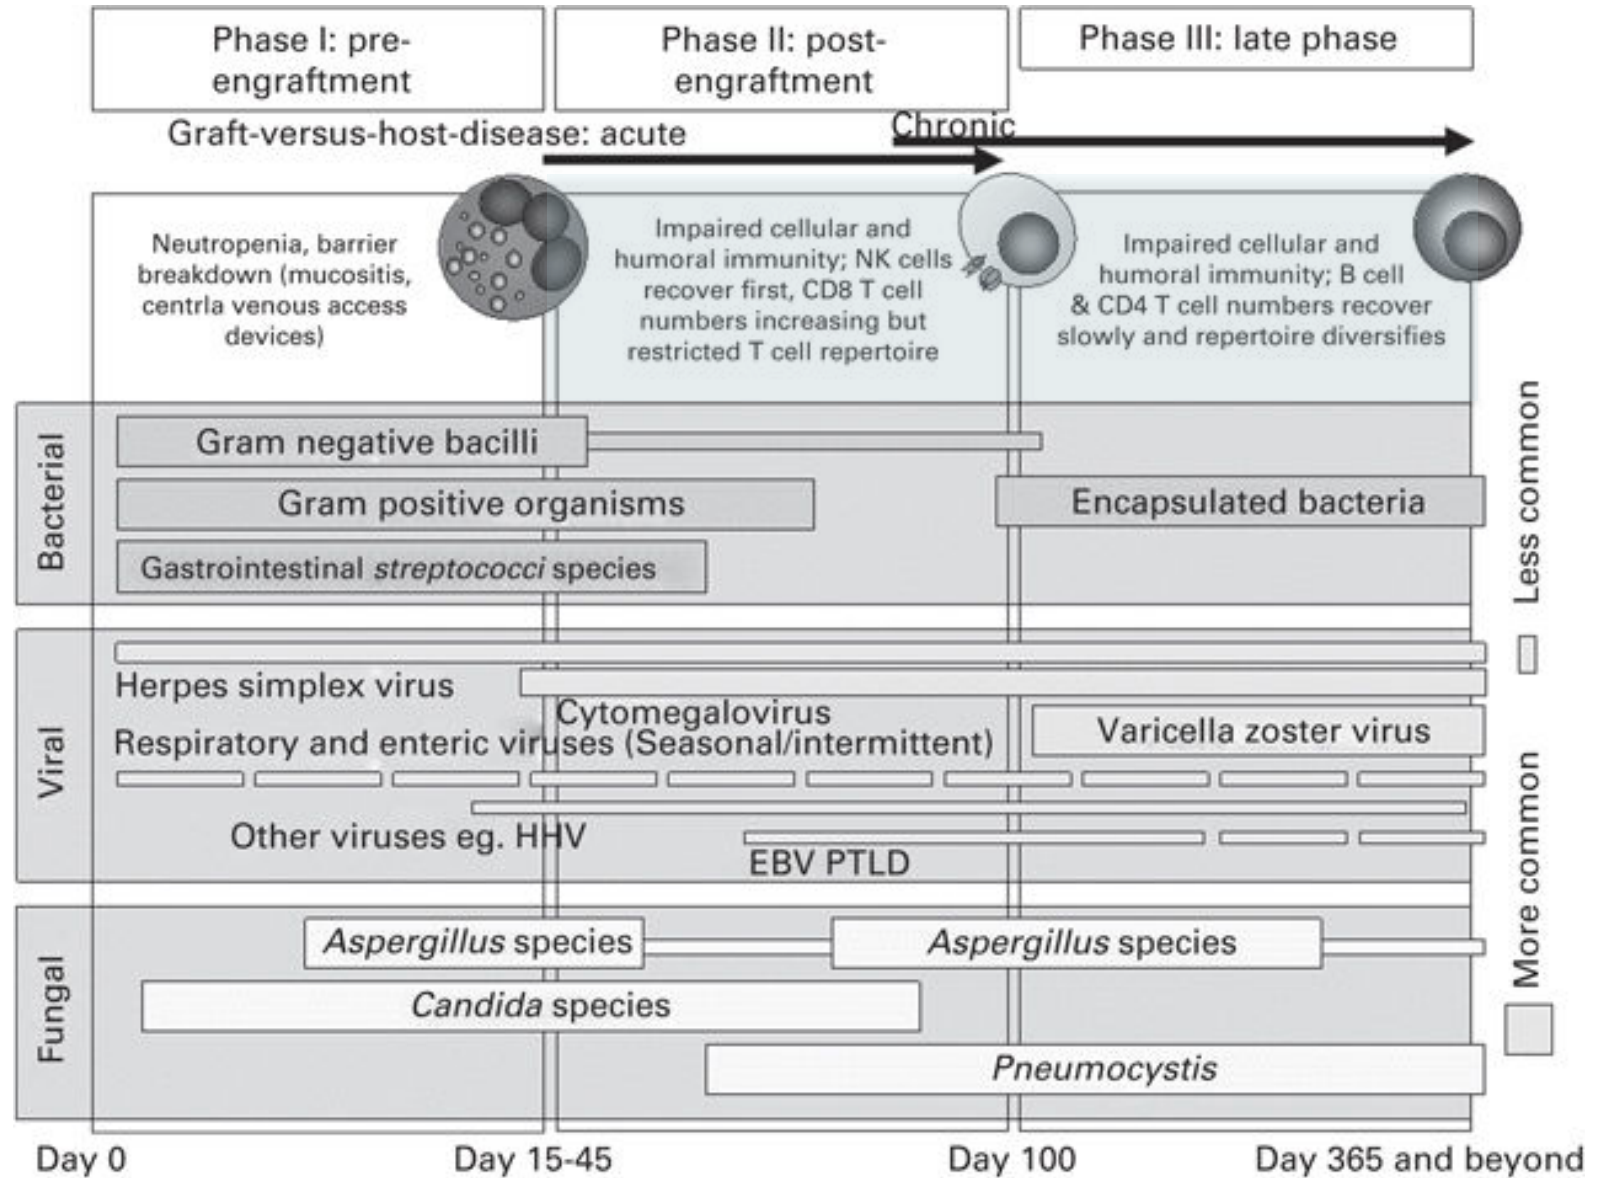 Phase I: pre-
engraftment
Phase II: post-
engraftment
Phase III: late phase
Graft-versus-host-disease: acute
Chronic
Neutropenia, barrier
breakdown (mucositis,
centrla venous access
devices)
Impaired cellular and
humoral immunity; NK cells
recover first, CD8 T cell
numbers increasing but
restricted T cell repertoire
Impaired cellular and
humoral immunity; B cell
& CD4 T cell numbers recover
slowly and repertoire diversifies
Bacterial
Gram negative bacilli
Gram positive organisms
Encapsulated bacteria
Gastrointestinal streptococci species
Viral
Herpes simplex virus
Cytomegalovirus
Varicella zoster virus
Respiratory and enteric viruses (Seasonal/intermittent)
Other viruses eg. HHV
EBV PTLD
Fungal
Aspergillus species
Aspergillus species
Candida species
Pneumocystis
Less common
More common
Day 0
Day 15-45
Day 100
Day 365 and beyond